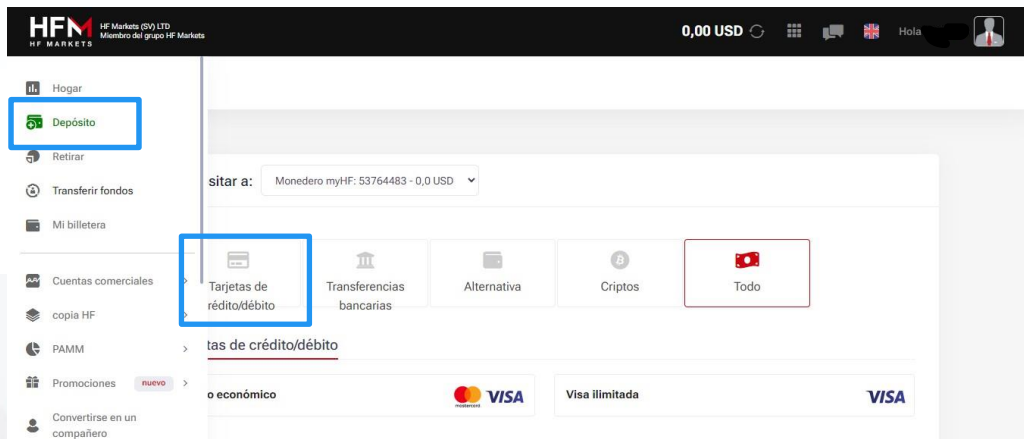 HFM
HF MARKETS
HF Markets (SV) LTD
Miembro del grupo HF Markets
0,00 USD
Hola
Hogar
Depósito
Retirar
Transferir fondos
Mi billetera
Cuentas comerciales
copia HF
PAMM
Promociones nuevo
Convertirse en un
compañero
sitar a: Monedero myHF: 53764483 - 0,0 USD
Tarjetas de
rédito/débito
Transferencias
bancarias
Alternativa
Criptos
Todo
tas de crédito/débito
o económico
mastercard VISA
Visa ilimitada
VISA